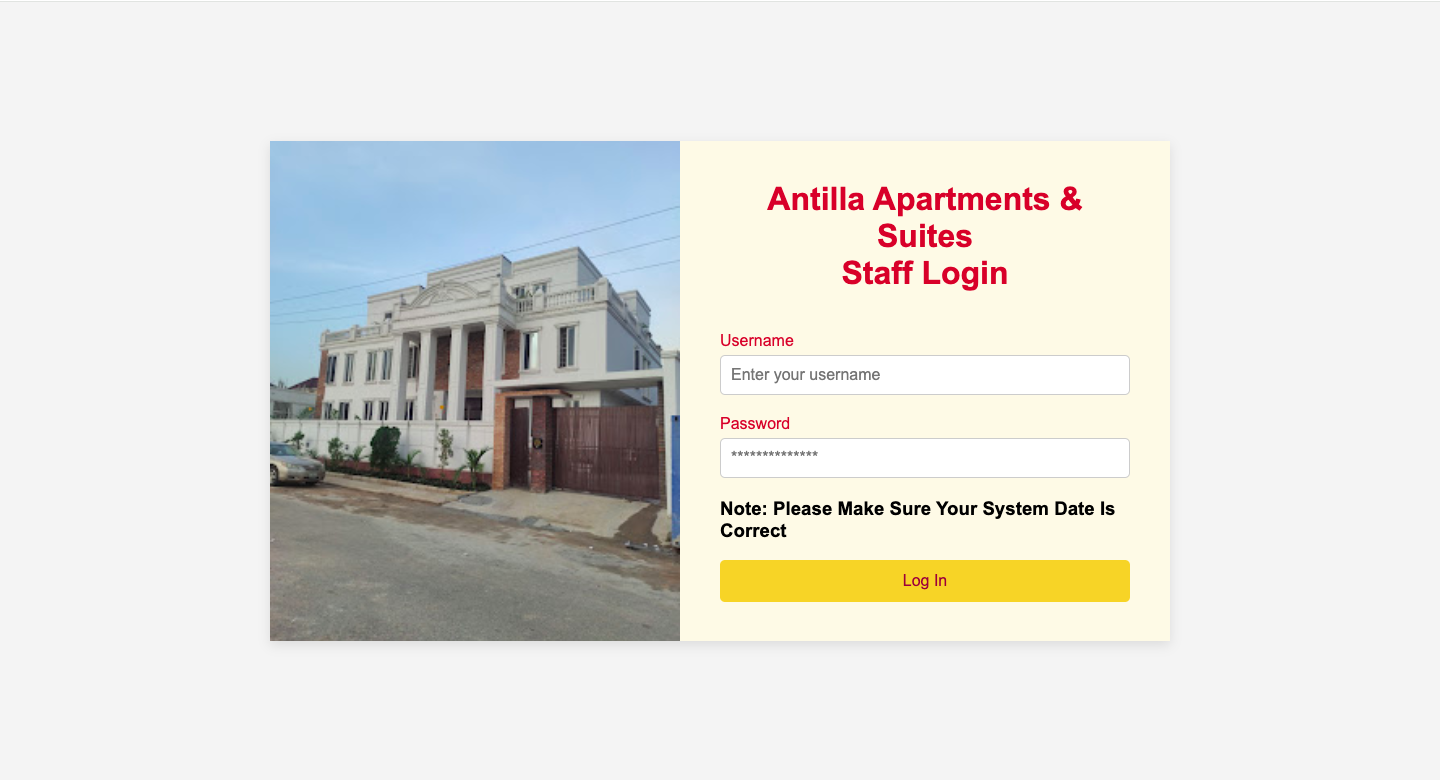 Antilla Apartments &
Suites
Staff Login
Username
Enter your username
Password
**************
Note: Please Make Sure Your System Date Is
Correct
Log In